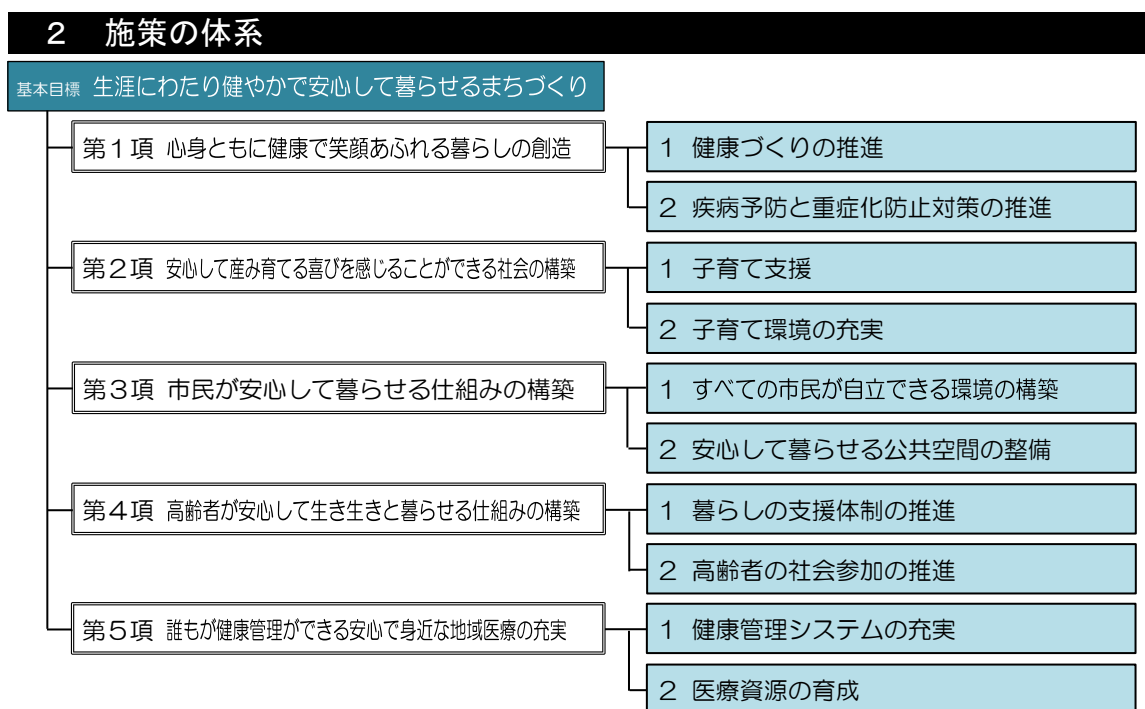 ２　施策の体系
基本目標 生涯にわたり健やかで安心して暮らせるまちづくり
第１項 心身ともに健康で笑顔あふれる暮らしの創造
１ 健康づくりの推進
２ 疾病予防と重症化防止対策の推進
第２項 安心して産み育てる喜びを感じることができる社会の構築
１ 子育て支援
２ 子育て環境の充実
第３項 市民が安心して暮らせる仕組みの構築
１ すべての市民が自立できる環境の構築
２ 安心して暮らせる公共空間の整備
第４項 高齢者が安心して生き生きと暮らせる仕組みの構築
１ 暮らしの支援体制の推進
２ 高齢者の社会参加の推進
第５項 誰もが健康管理ができる安心で身近な地域医療の充実
１ 健康管理システムの充実
２ 医療資源の育成